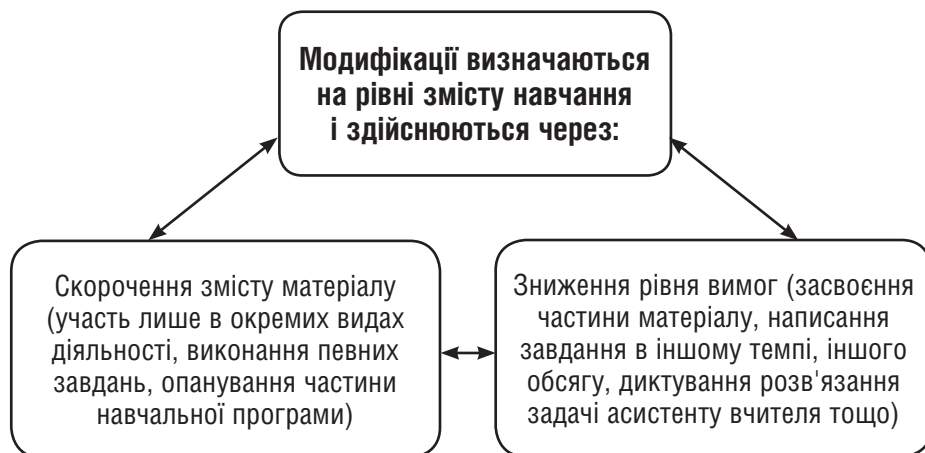 Модифікації визначаються
на рівні змісту навчання
і здійснюються через:
Скорочення змісту матеріалу
(участь лише в окремих видах
діяльності, виконання певних
завдань, опанування частини
навчальної програми)
Зниження рівня вимог (засвоєння
частини матеріалу, написання
завдання в іншому темпі, іншого
обсягу, диктування розв'язання
задачі асистенту вчителя тощо)